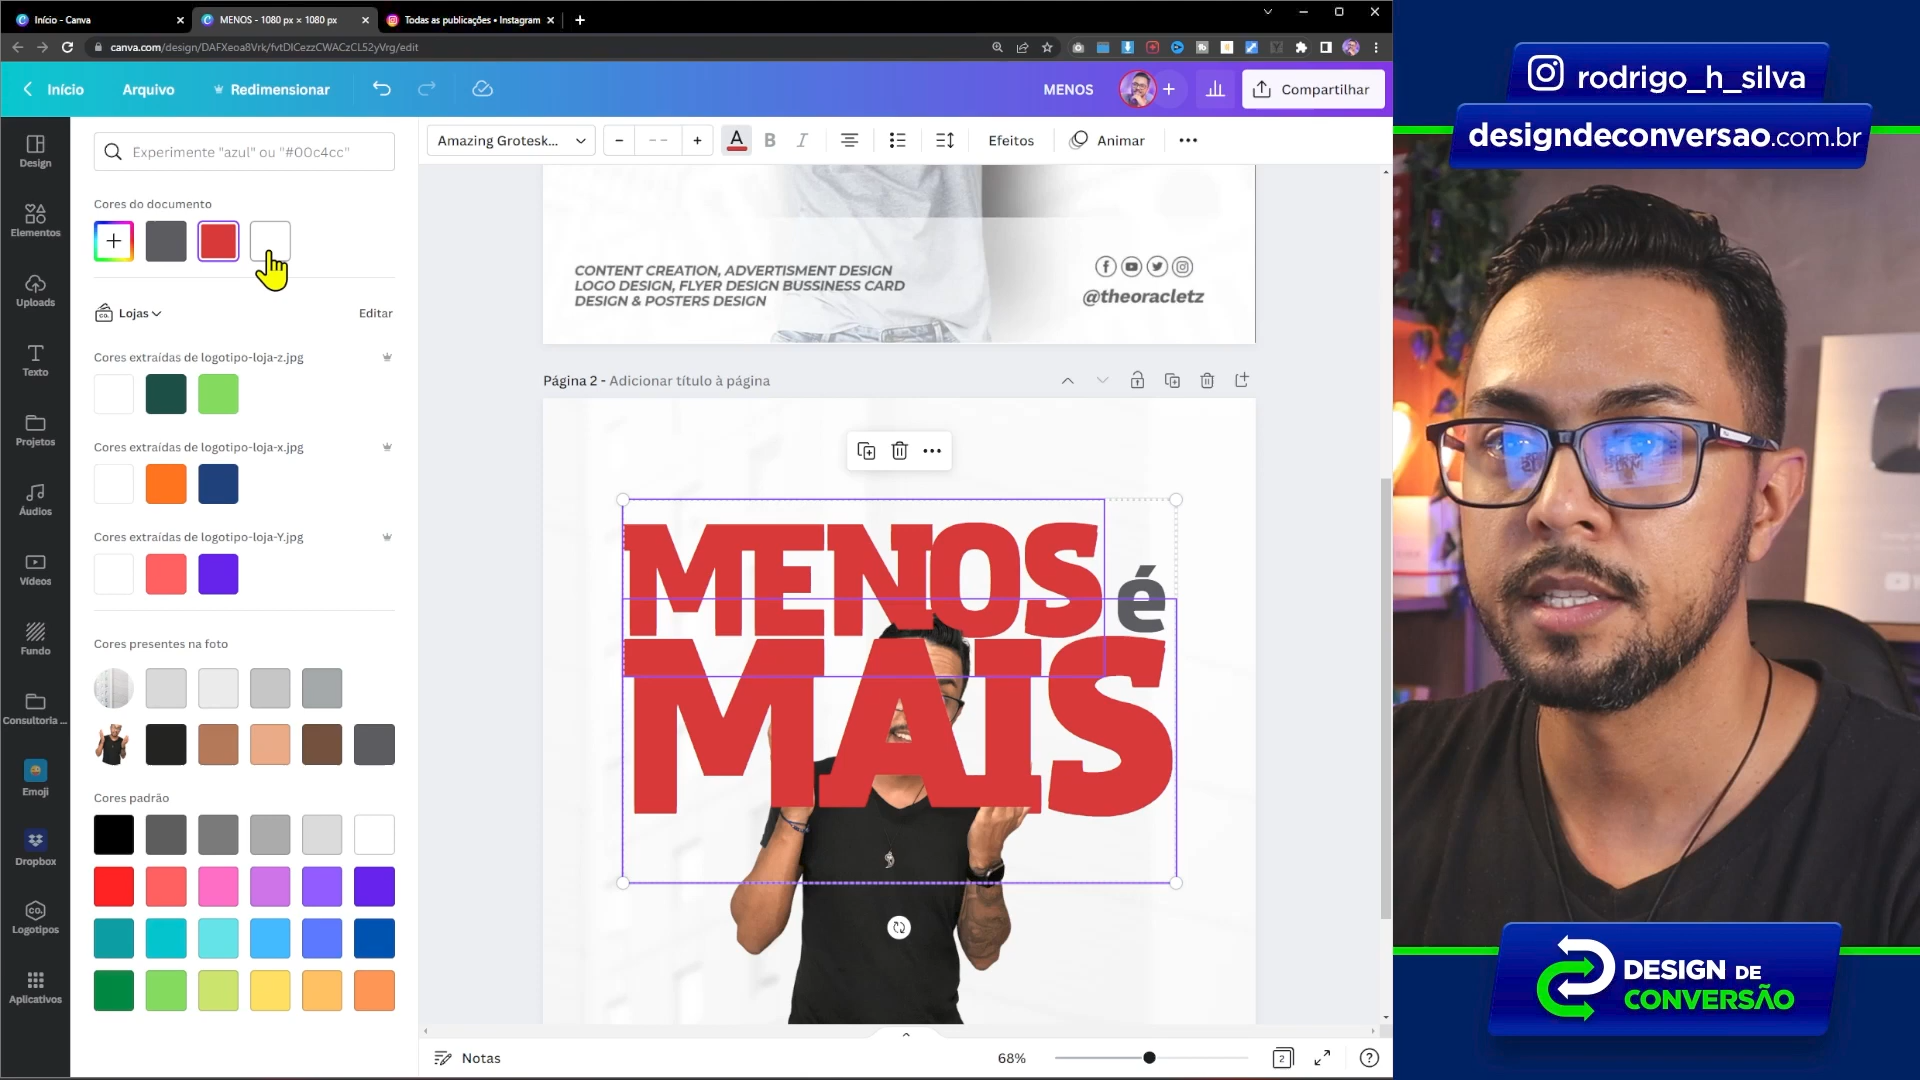 Início - Canva
MENOS - 1080 px × 1080 px
Todas as publicações • Instagram
canva.com/design/DAFXeoa8Vrk/fvtDICezzCWACzCL52yVrg/edit
Início
Arquivo
Redimensionar
MENOS
Compartilhar
Design
Elementos
Uploads
Texto
Projetos
Áudios
Vídeos
Fundo
Consultoria ...
Emoji
Dropbox
Logotipos
Aplicativos
Experimente "azul" ou "#00c4cc"
Cores do documento
Lojas
Editar
Cores extraídas de logotipo-loja-z.jpg
Cores extraídas de logotipo-loja-x.jpg
Cores extraídas de logotipo-loja-Y.jpg
Cores presentes na foto
Cores padrão
Amazing Grotesk...
- --
+
A
B
I
Efeitos
Animar
CONTENT CREATION, ADVERTISMENT DESIGN
LOGO DESIGN, FLYER DESIGN BUSSINESS CARD
DESIGN & POSTERS DESIGN
@theoracletz
Página 2 - Adicionar título à página
MENOS é
MAIS
Notas
68%
2
rodrigo_h_silva
designdeconversao.com.br
DESIGN DE
CONVERSÃO